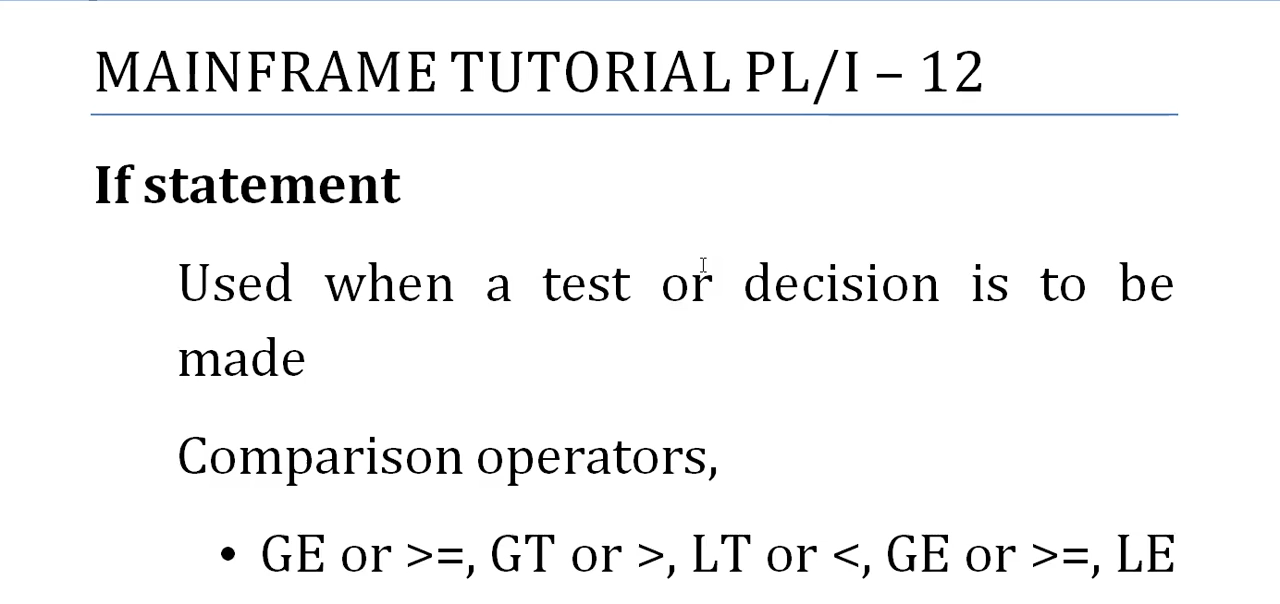 MAINFRAME TUTORIAL PL/I – 12
If statement
Used when a test or decision is to be
made
Comparison operators,
• GE or >=, GT or >, LT or <, GE or >=, LE